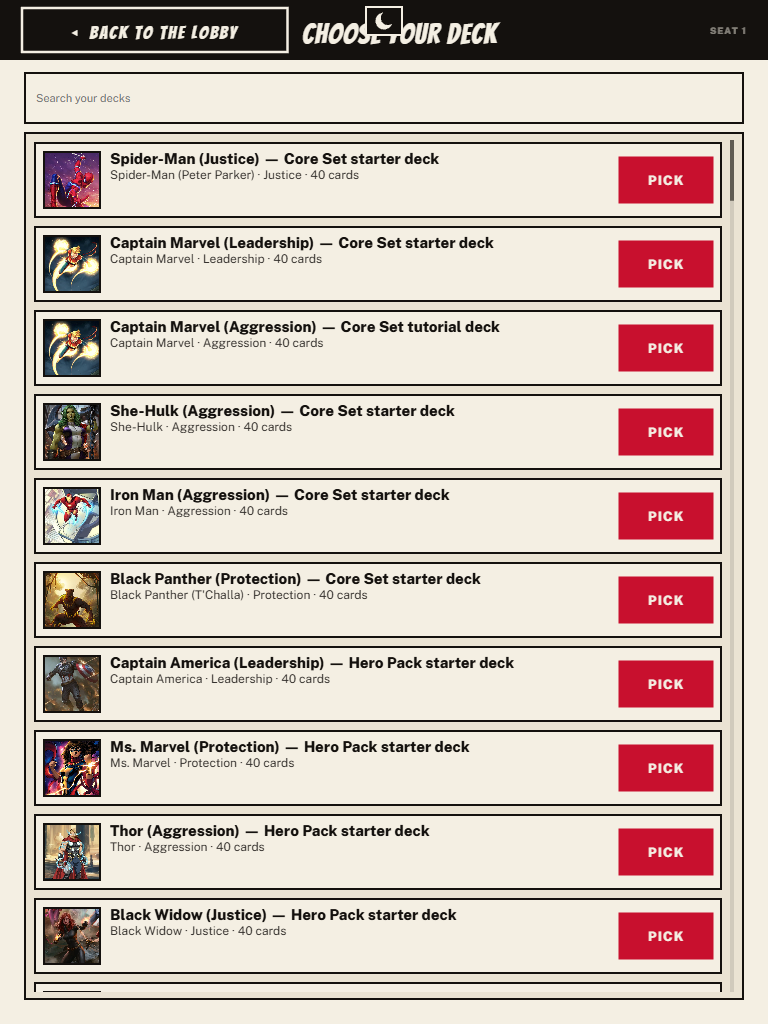 ◂ BACK TO THE LOBBY
CHOOSE YOUR DECK
SEAT 1
Search your decks
Spider-Man (Justice) — Core Set starter deck
Spider-Man (Peter Parker) · Justice · 40 cards
PICK
Captain Marvel (Leadership) — Core Set starter deck
Captain Marvel · Leadership · 40 cards
PICK
Captain Marvel (Aggression) — Core Set tutorial deck
Captain Marvel · Aggression · 40 cards
PICK
She-Hulk (Aggression) — Core Set starter deck
She-Hulk · Aggression · 40 cards
PICK
Iron Man (Aggression) — Core Set starter deck
Iron Man · Aggression · 40 cards
PICK
Black Panther (Protection) — Core Set starter deck
Black Panther (T'Challa) · Protection · 40 cards
PICK
Captain America (Leadership) — Hero Pack starter deck
Captain America · Leadership · 40 cards
PICK
Ms. Marvel (Protection) — Hero Pack starter deck
Ms. Marvel · Protection · 40 cards
PICK
Thor (Aggression) — Hero Pack starter deck
Thor · Aggression · 40 cards
PICK
Black Widow (Justice) — Hero Pack starter deck
Black Widow · Justice · 40 cards
PICK